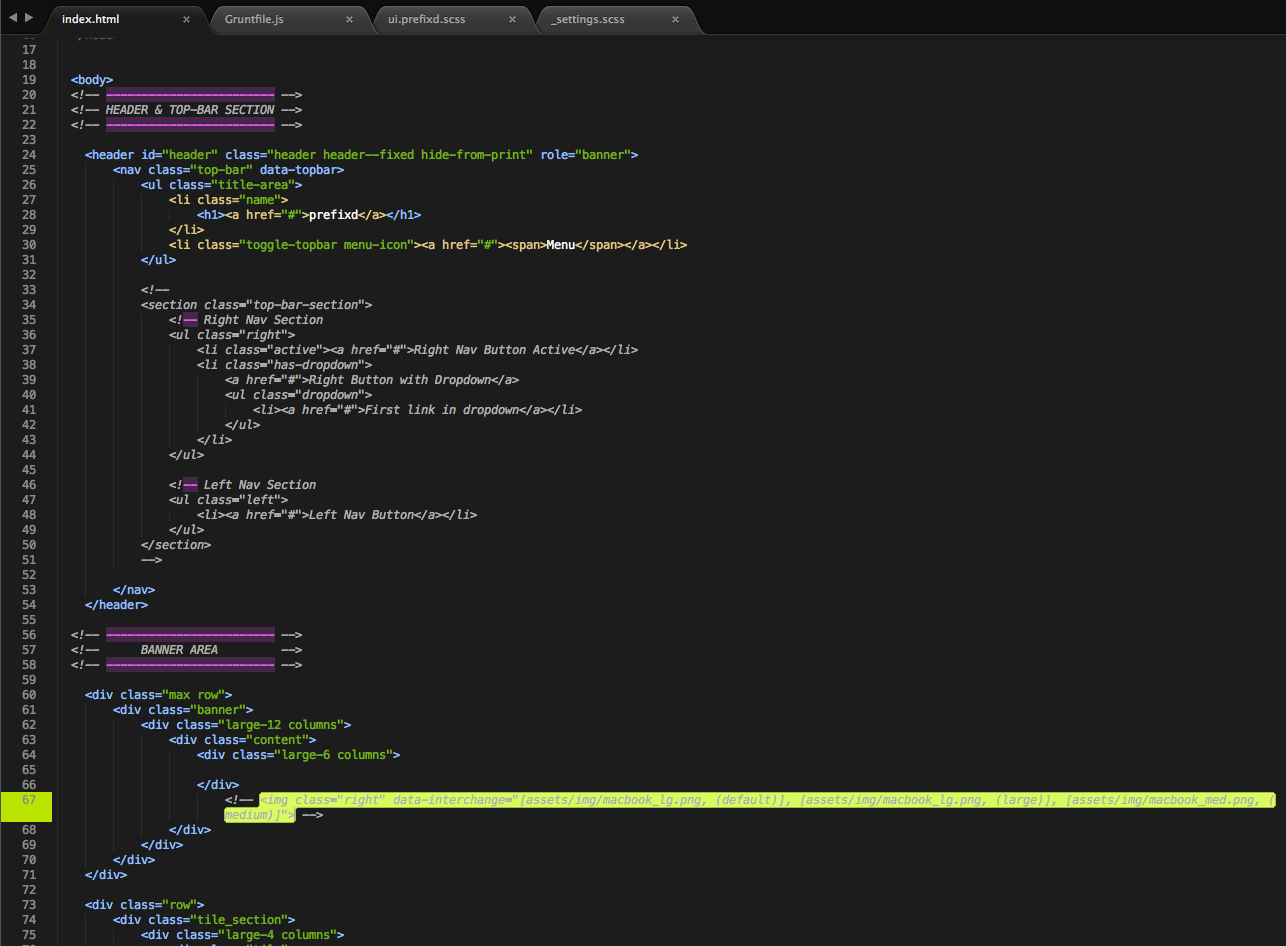 index.html × Gruntfile.js × ui.prefixd.scss × _settings.scss ×
17
18
19 <body>
20 <!-- ------------------------ -->
21 <!-- HEADER & TOP-BAR SECTION -->
22 <!-- ------------------------ -->
23
24 <header id="header" class="header header--fixed hide-from-print" role="banner">
25 <nav class="top-bar" data-topbar>
26 <ul class="title-area">
27 <li class="name">
28 <h1><a href="#">prefixd</a></h1>
29 </li>
30 <li class="toggle-topbar menu-icon"><a href="#"><span>Menu</span></a></li>
31 </ul>
32
33 <!--
34 <section class="top-bar-section">
35 <!-- Right Nav Section
36 <ul class="right">
37 <li class="active"><a href="#">Right Nav Button Active</a></li>
38 <li class="has-dropdown">
39 <a href="#">Right Button with Dropdown</a>
40 <ul class="dropdown">
41 <li><a href="#">First link in dropdown</a></li>
42 </ul>
43 </li>
44 </ul>
45
46 <!-- Left Nav Section
47 <ul class="left">
48 <li><a href="#">Left Nav Button</a></li>
49 </ul>
50 </section>
51 -->
52
53 </nav>
54 </header>
55
56 <!-- ------------------------ -->
57 <!-- BANNER AREA -->
58 <!-- ------------------------ -->
59
60 <div class="max row">
61 <div class="banner">
62 <div class="large-12 columns">
63 <div class="content">
64 <div class="large-6 columns">
65
66 </div>
67 <!-- <img class="right" data-interchange="[assets/img/macbook_lg.png, (default)], [assets/img/macbook_lg.png, (large)], [assets/img/macbook_med.png, (
medium)]"> -->
68 </div>
69 </div>
70 </div>
71 </div>
72
73 <div class="row">
74 <div class="tile_section">
75 <div class="large-4 columns">